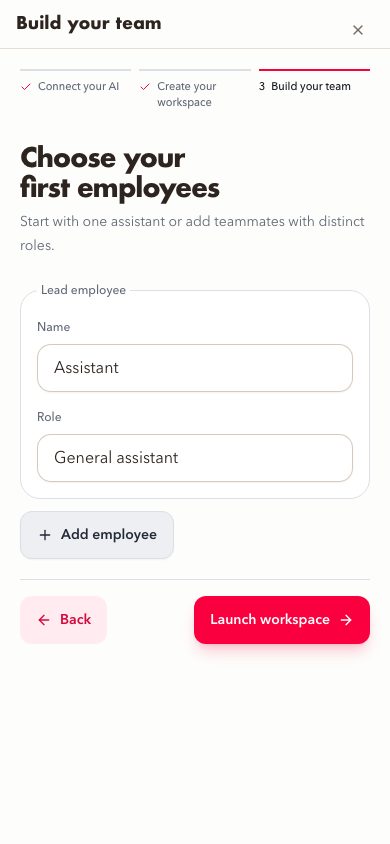 Build your team
Connect your AI
Create your
workspace
3 Build your team
Choose your
first employees
Start with one assistant or add teammates with distinct
roles.
Lead employee
Name
Assistant
Role
General assistant
Add employee
Back
Launch workspace